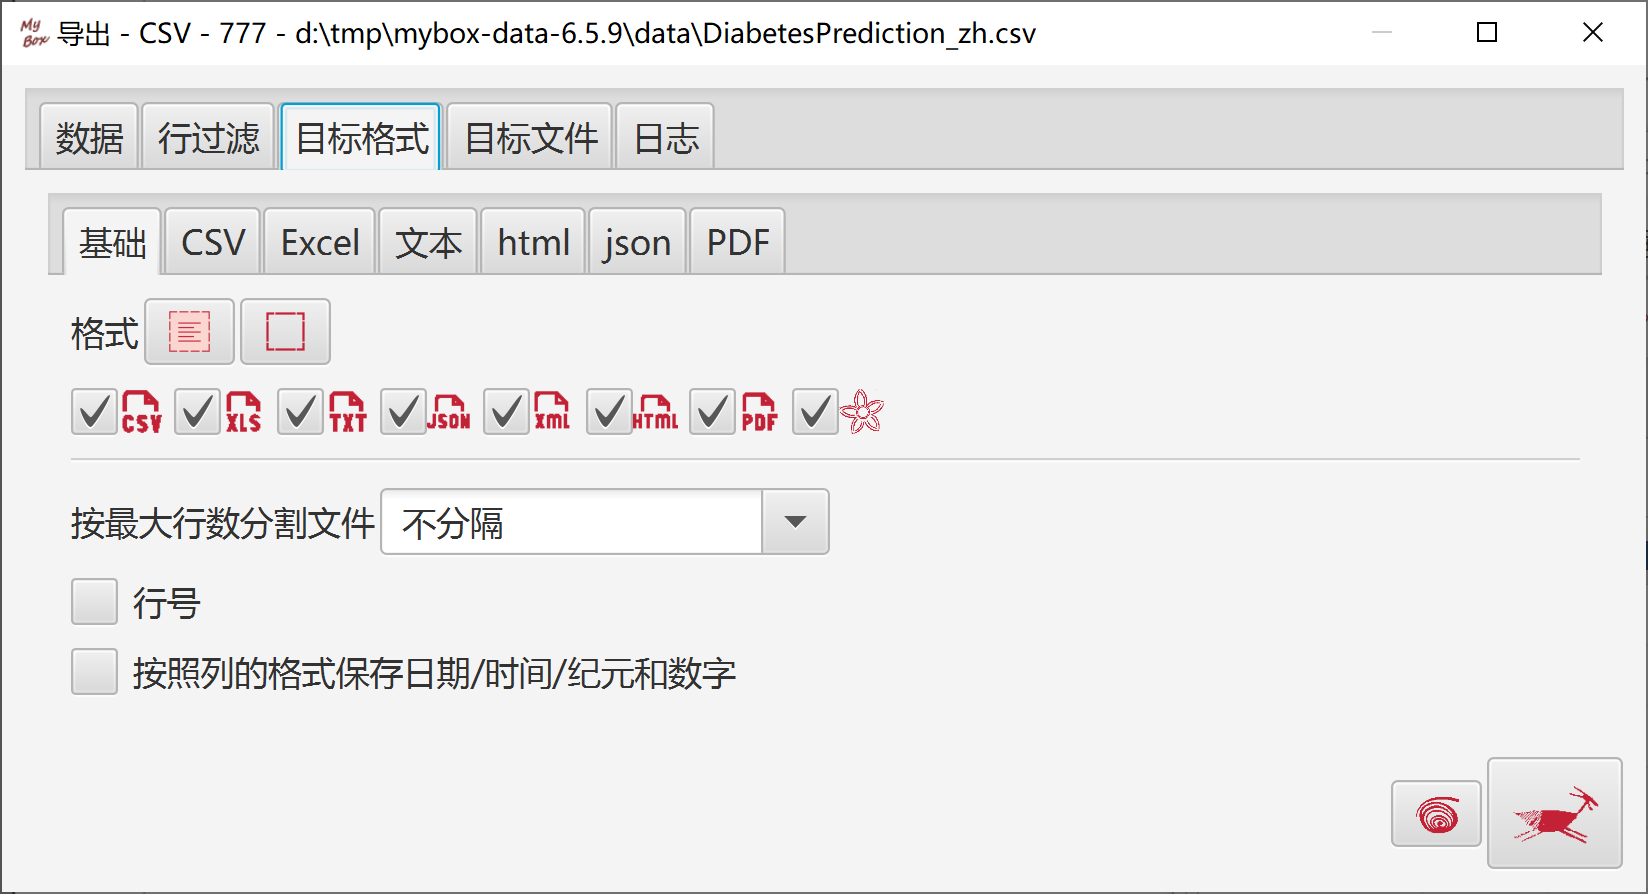 My Box 导出 - CSV - 777 - d:\tmp\mybox-data-6.5.9\data\DiabetesPrediction_zh.csv
数据 行过滤 目标格式 目标文件 日志
基础 CSV Excel 文本 html json PDF
格式
CSV XLS TXT JSON XML HTML PDF
按最大行数分割文件 不分隔
行号
按照列的格式保存日期/时间/纪元和数字